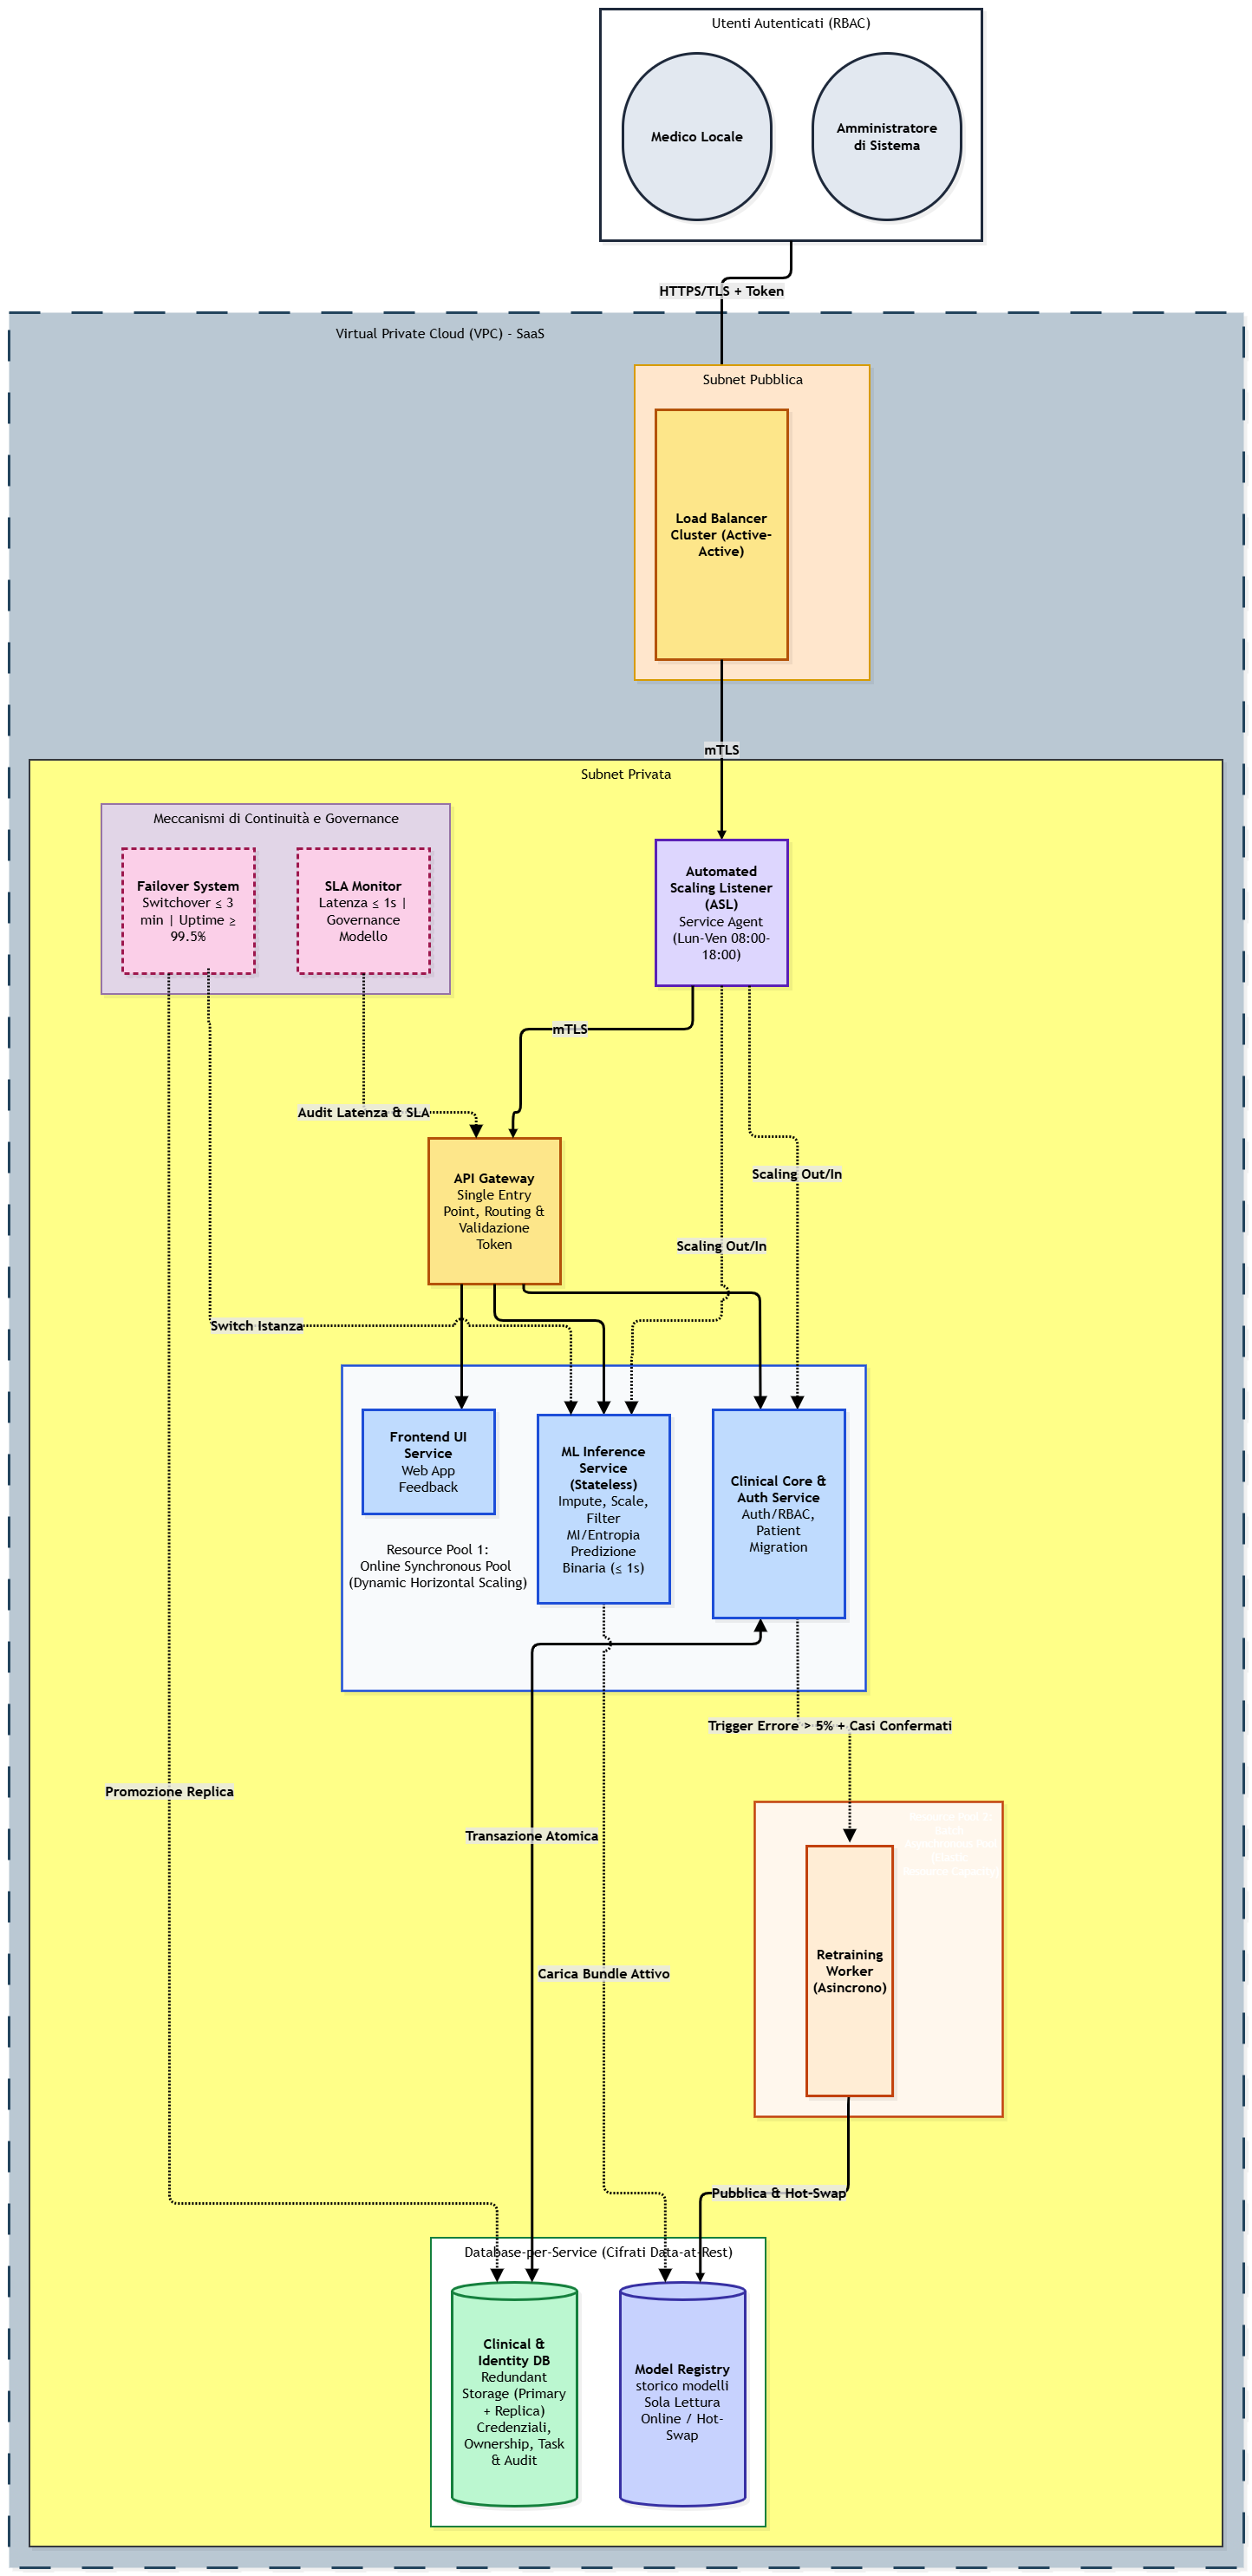 Utenti Autenticati (RBAC)
Medico Locale
Amministratore
di Sistema
HTTPS/TLS + Token
Virtual Private Cloud (VPC) - SaaS
Subnet Pubblica
Load Balancer
Cluster (Active-
Active)
mTLS
Subnet Privata
Meccanismi di Continuità e Governance
Failover System
Switchover ≤ 3
min | Uptime ≥
99.5%
SLA Monitor
Latenza ≤ 1s |
Governance
Modello
Automated
Scaling Listener
(ASL)
Service Agent
(Lun-Ven 08:00-
18:00)
mTLS
Audit Latenza & SLA
API Gateway
Single Entry
Point, Routing &
Validazione
Token
Scaling Out/In
Scaling Out/In
Switch Istanza
Frontend UI
Service
Web App
Feedback
ML Inference
Service
(Stateless)
Impute, Scale,
Filter
MI/Entropia
Predizione
Binaria (≤ 1s)
Clinical Core &
Auth Service
Auth/RBAC,
Patient
Migration
Resource Pool 1:
Online Synchronous Pool
(Dynamic Horizontal Scaling)
Trigger Errore > 5% + Casi Confermati
Promozione Replica
Transazione Atomica
Carica Bundle Attivo
Retraining
Worker
(Asincrono)
Pubblica & Hot-Swap
Database-per-Service (Cifrati Data-at-Rest)
Clinical &
Identity DB
Redundant
Storage (Primary
+ Replica)
Credenziali,
Ownership, Task
& Audit
Model Registry
storico modelli
Sola Lettura
Online / Hot-
Swap